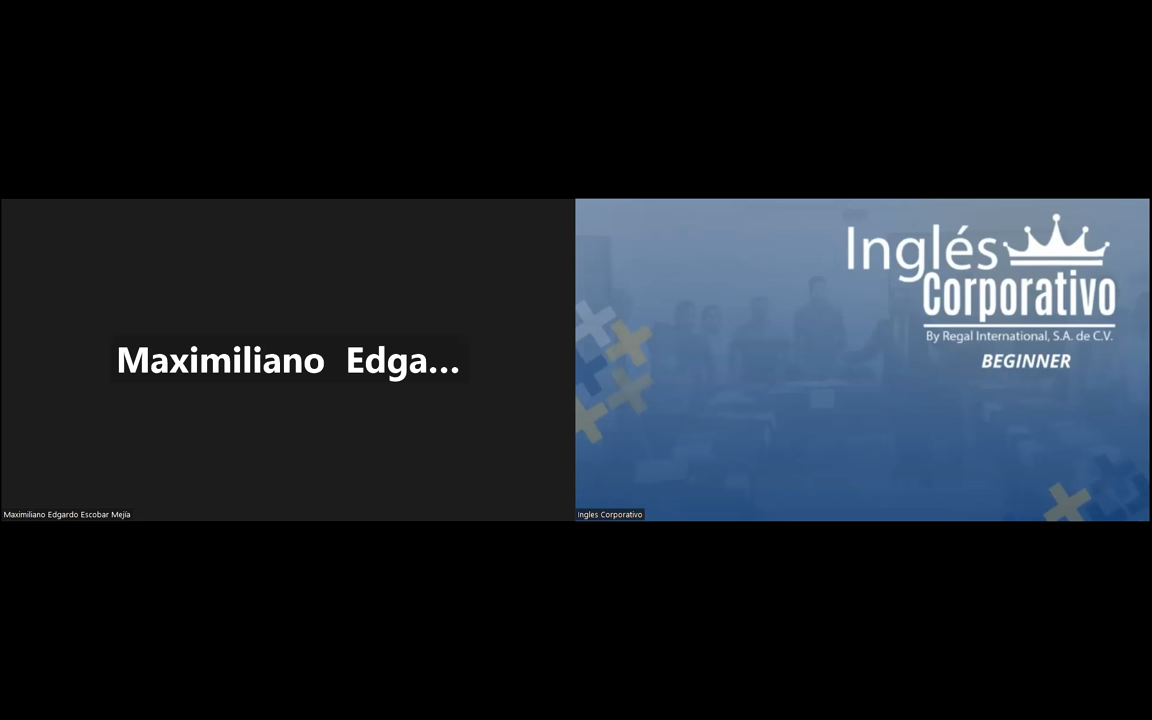 Maximiliano Edga...
Maximiliano Edgardo Escobar Mejía
Inglés
Corporativo
By Regal International, S.A. de C.V.
BEGINNER
Ingles Corporativo